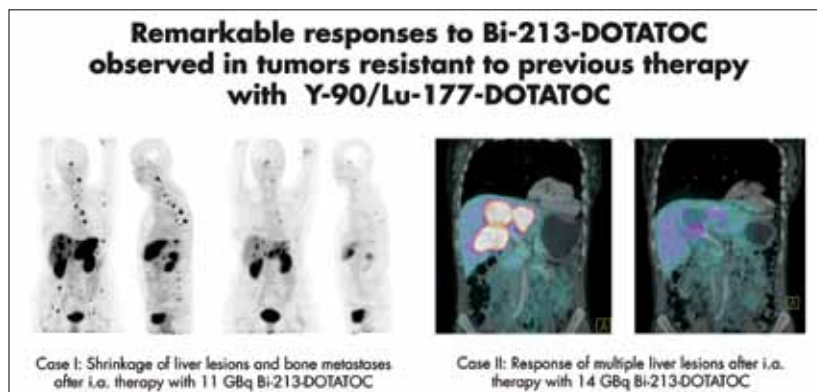 Remarkable responses to Bi-213-DOTATOC
observed in tumors resistant to previous therapy
with Y-90/Lu-177-DOTATOC
A
A
Case I: Shrinkage of liver lesions and bone metastases
after i.a. therapy with 11 GBq Bi-213-DOTATOC
Case II: Response of multiple liver lesions after i.a.
therapy with 14 GBq Bi-213-DOTATOC